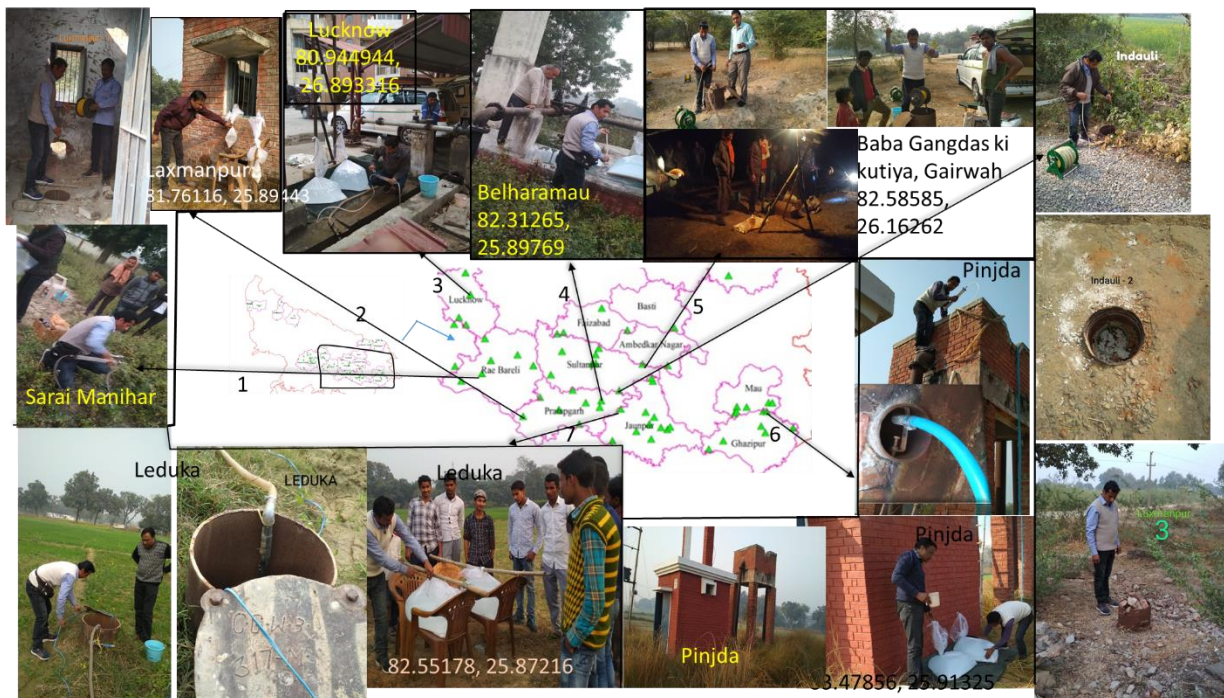 Lucknow
80.944944,
26.893316
Indauli
Laxmanpura
81.76116, 25.89443
Belharamau
82.31265,
25.89769
Baba Gangdas ki
kutiya, Gairwah
82.58585,
26.16262
Pinjda
Indauli - 2
Sarai Manihar
1
2
3
4
5
6
7
Lucknow
Basti
Faizabad
Ambedkar Nagar
Rae Bareli
Sultanpur
Mau
Pratapgarh
Jaunpur
Ghazipur
Leduka
LEDUKA
Leduka
82.55178, 25.87216
Pinjda
Pinjda
83.47856, 25.91325
Laxmanpur
3